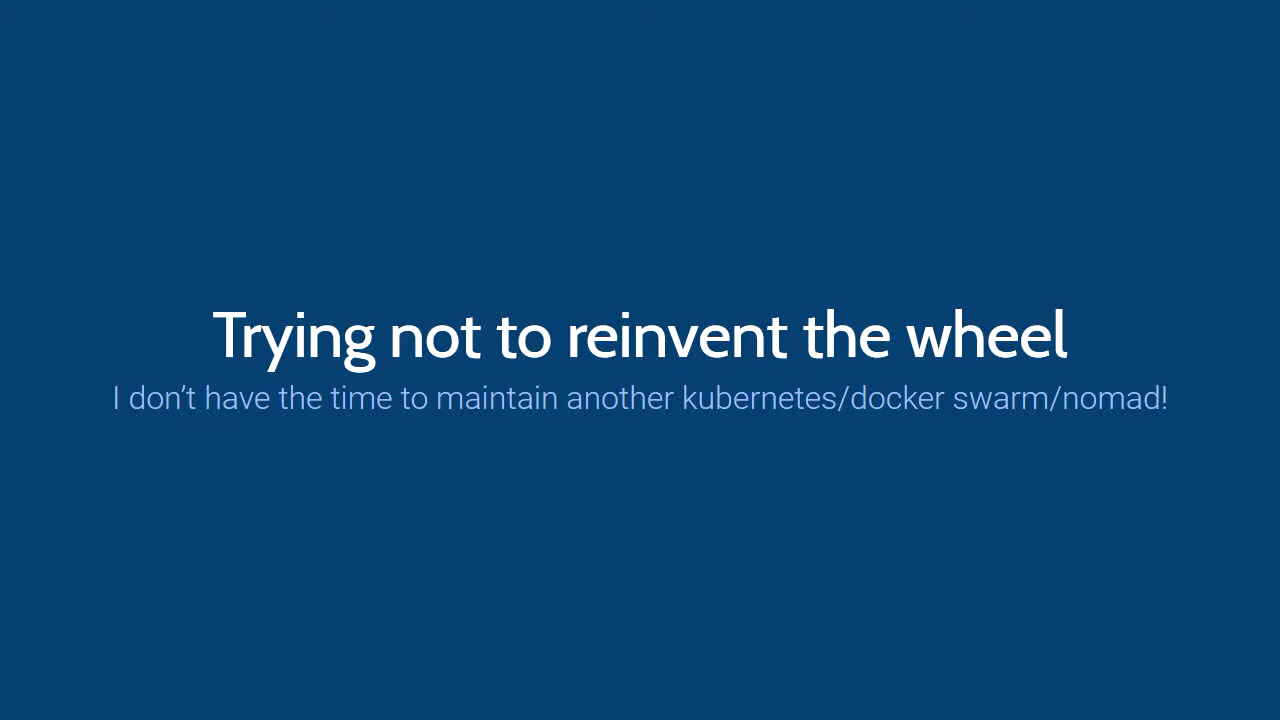 Trying not to reinvent the wheel
I don’t have the time to maintain another kubernetes/docker swarm/nomad!